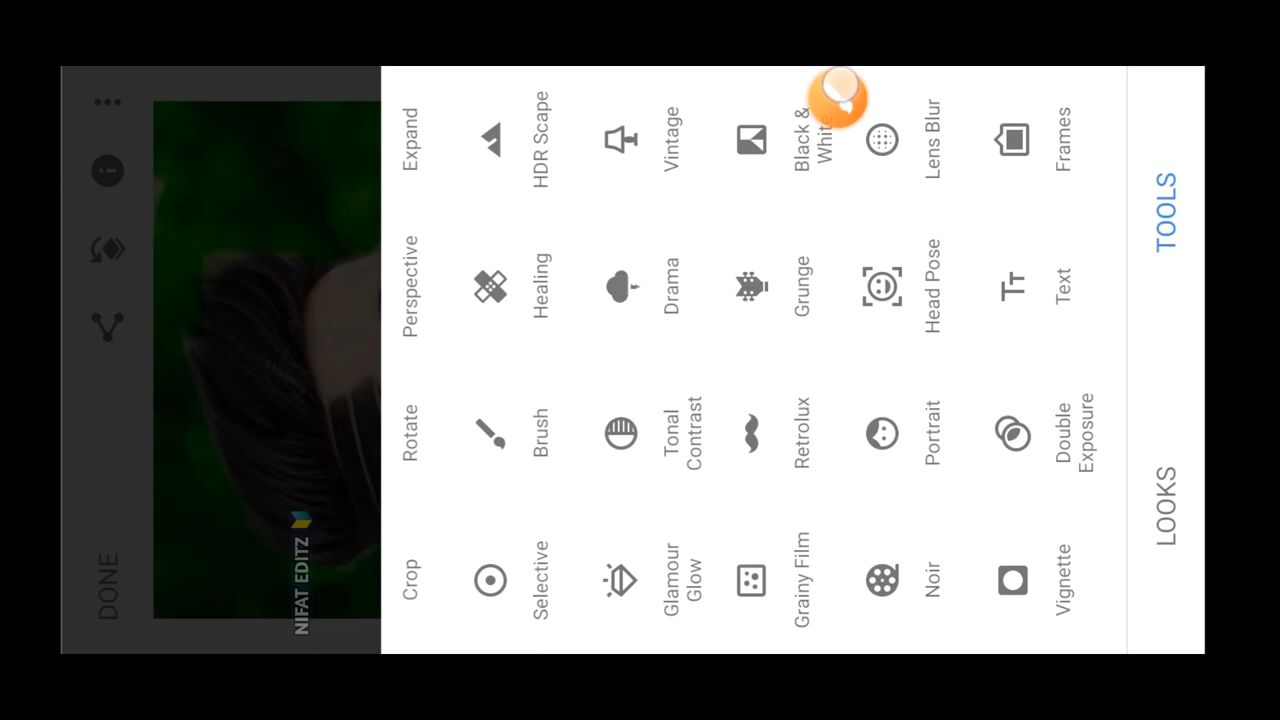 DONE
NIFAT EDITZ
Crop
Rotate
Perspective
Expand
Selective
Brush
Healing
HDR Scape
Glamour
Glow
Tonal
Contrast
Drama
Vintage
Grainy Film
Retrolux
Grunge
Black &
White
Noir
Portrait
Head Pose
Lens Blur
Vignette
Double
Exposure
Text
Frames
LOOKS
TOOLS